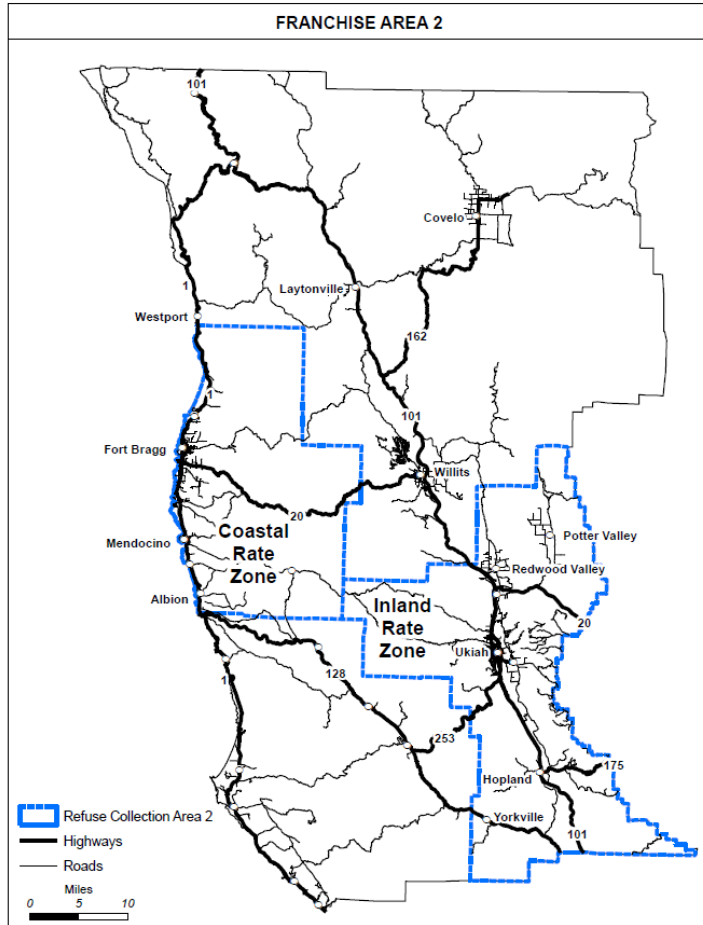 FRANCHISE AREA 2
101
Covelo
Laytonville
1
Westport
162
1
101
Fort Bragg
Willits
20
Coastal
Rate
Zone
Potter Valley
Mendocino
Redwood Valley
Albion
Inland
Rate
Zone
20
Ukiah
128
1
253
175
Hopland
Yorkville
101
Refuse Collection Area 2
Highways
Roads
Miles
0 5 10